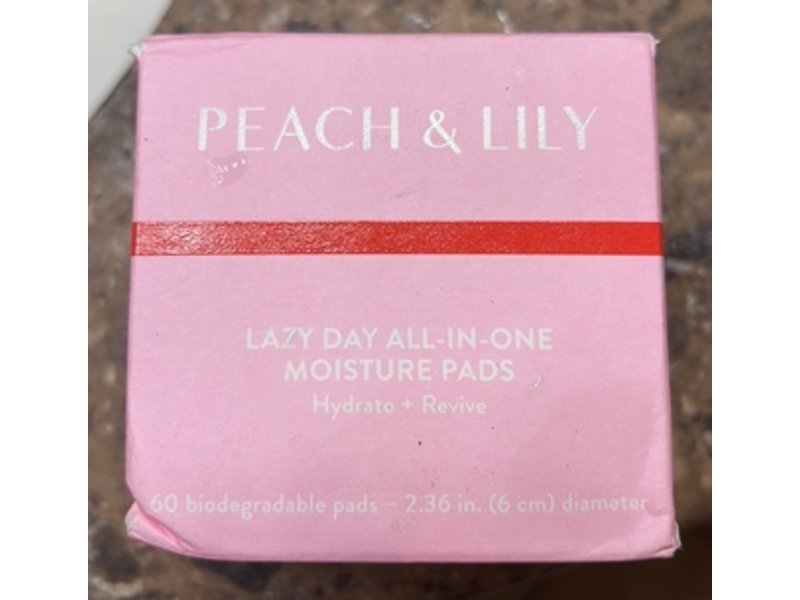 PEACH & LILY
LAZY DAY ALL-IN-ONE
MOISTURE PADS
Hydrate + Revive
60 biodegradable pads – 2.36 in. (6 cm) diameter